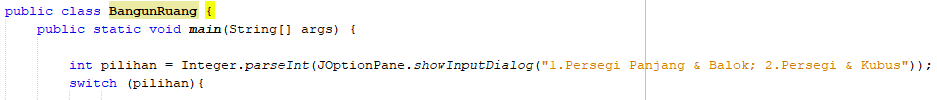 public class BangunRuang {
public static void main(String[] args) {
int pilihan = Integer.parseInt(JOptionPane.showInputDialog("1.Persegi Panjang & Balok; 2.Persegi & Kubus"));
switch (pilihan){